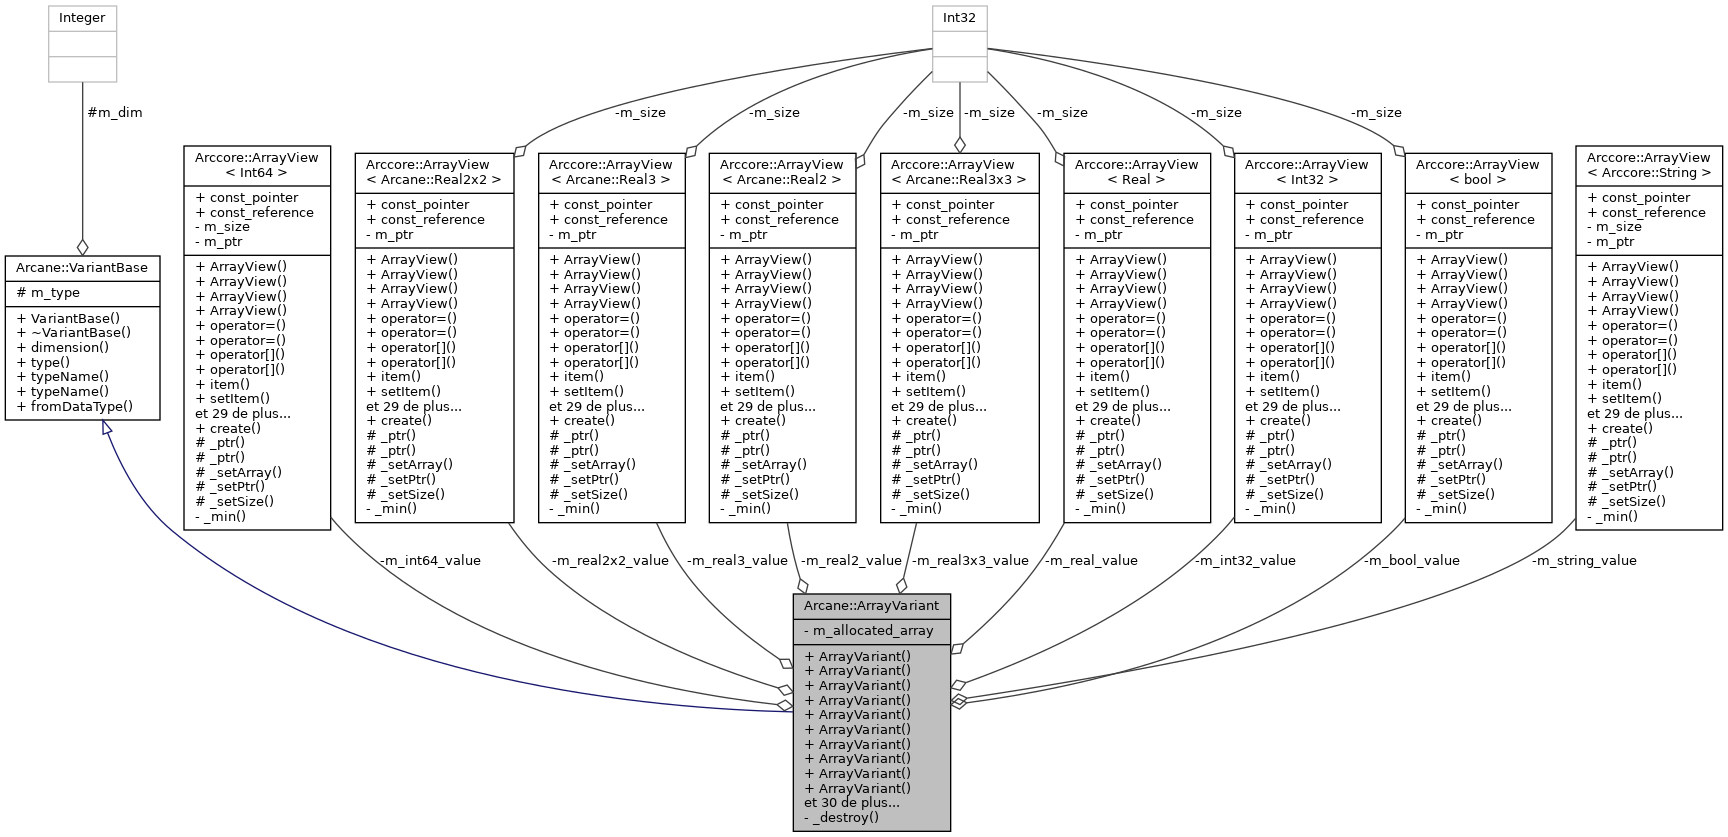 Integer
Int32
#m_dim
-m_size
-m_size
-m_size
-m_size
-m_size
-m_size
-m_size
Arcane::VariantBase
# m_type
+ VariantBase()
+ ~VariantBase()
+ dimension()
+ type()
+ typeName()
+ typeName()
+ fromDataType()
Arccore::ArrayView
< Int64 >
+ const_pointer
+ const_reference
- m_size
- m_ptr
+ ArrayView()
+ ArrayView()
+ ArrayView()
+ ArrayView()
+ operator=()
+ operator=()
+ operator[]()
+ operator[]()
+ item()
+ setItem()
et 29 de plus...
+ create()
# _ptr()
# _ptr()
# _setArray()
# _setPtr()
# _setSize()
- _min()
Arccore::ArrayView
< Arcane::Real2x2 >
+ const_pointer
+ const_reference
- m_ptr
+ ArrayView()
+ ArrayView()
+ ArrayView()
+ ArrayView()
+ operator=()
+ operator=()
+ operator[]()
+ operator[]()
+ item()
+ setItem()
et 29 de plus...
+ create()
# _ptr()
# _ptr()
# _setArray()
# _setPtr()
# _setSize()
- _min()
Arccore::ArrayView
< Arcane::Real3 >
+ const_pointer
+ const_reference
- m_ptr
+ ArrayView()
+ ArrayView()
+ ArrayView()
+ ArrayView()
+ operator=()
+ operator=()
+ operator[]()
+ operator[]()
+ item()
+ setItem()
et 29 de plus...
+ create()
# _ptr()
# _ptr()
# _setArray()
# _setPtr()
# _setSize()
- _min()
Arccore::ArrayView
< Arcane::Real2 >
+ const_pointer
+ const_reference
- m_ptr
+ ArrayView()
+ ArrayView()
+ ArrayView()
+ ArrayView()
+ operator=()
+ operator=()
+ operator[]()
+ operator[]()
+ item()
+ setItem()
et 29 de plus...
+ create()
# _ptr()
# _ptr()
# _setArray()
# _setPtr()
# _setSize()
- _min()
Arccore::ArrayView
< Arcane::Real3x3 >
+ const_pointer
+ const_reference
- m_ptr
+ ArrayView()
+ ArrayView()
+ ArrayView()
+ ArrayView()
+ operator=()
+ operator=()
+ operator[]()
+ operator[]()
+ item()
+ setItem()
et 29 de plus...
+ create()
# _ptr()
# _ptr()
# _setArray()
# _setPtr()
# _setSize()
- _min()
Arccore::ArrayView
< Real >
+ const_pointer
+ const_reference
- m_ptr
+ ArrayView()
+ ArrayView()
+ ArrayView()
+ ArrayView()
+ operator=()
+ operator=()
+ operator[]()
+ operator[]()
+ item()
+ setItem()
et 29 de plus...
+ create()
# _ptr()
# _ptr()
# _setArray()
# _setPtr()
# _setSize()
- _min()
Arccore::ArrayView
< Int32 >
+ const_pointer
+ const_reference
- m_ptr
+ ArrayView()
+ ArrayView()
+ ArrayView()
+ ArrayView()
+ operator=()
+ operator=()
+ operator[]()
+ operator[]()
+ item()
+ setItem()
et 29 de plus...
+ create()
# _ptr()
# _ptr()
# _setArray()
# _setPtr()
# _setSize()
- _min()
Arccore::ArrayView
< bool >
+ const_pointer
+ const_reference
- m_ptr
+ ArrayView()
+ ArrayView()
+ ArrayView()
+ ArrayView()
+ operator=()
+ operator=()
+ operator[]()
+ operator[]()
+ item()
+ setItem()
et 29 de plus...
+ create()
# _ptr()
# _ptr()
# _setArray()
# _setPtr()
# _setSize()
- _min()
Arccore::ArrayView
< Arccore::String >
+ const_pointer
+ const_reference
- m_size
- m_ptr
+ ArrayView()
+ ArrayView()
+ ArrayView()
+ ArrayView()
+ operator=()
+ operator=()
+ operator[]()
+ operator[]()
+ item()
+ setItem()
et 29 de plus...
+ create()
# _ptr()
# _ptr()
# _setArray()
# _setPtr()
# _setSize()
- _min()
-m_int64_value
-m_real2x2_value
-m_real3_value
-m_real2_value
-m_real3x3_value
-m_real_value
-m_int32_value
-m_bool_value
-m_string_value
Arcane::ArrayVariant
- m_allocated_array
+ ArrayVariant()
+ ArrayVariant()
+ ArrayVariant()
+ ArrayVariant()
+ ArrayVariant()
+ ArrayVariant()
+ ArrayVariant()
+ ArrayVariant()
+ ArrayVariant()
+ ArrayVariant()
et 30 de plus...
- _destroy()